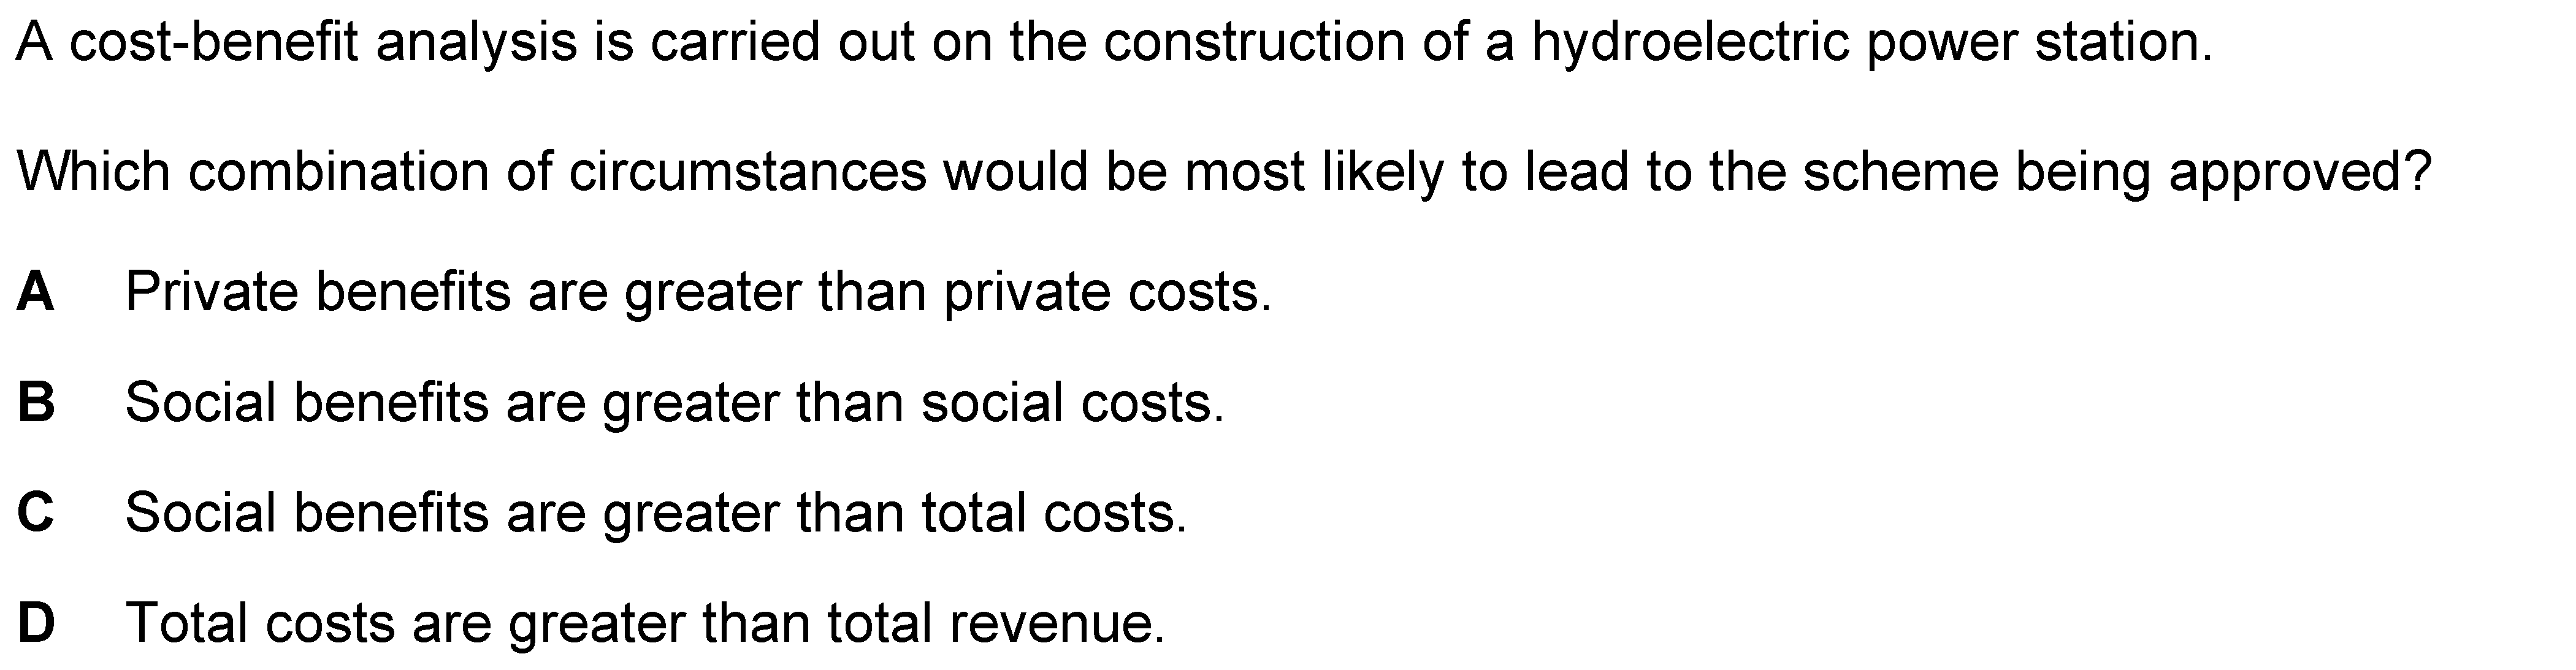 A cost-benefit analysis is carried out on the construction of a hydroelectric power station.
Which combination of circumstances would be most likely to lead to the scheme being approved?
A Private benefits are greater than private costs.
B Social benefits are greater than social costs.
C Social benefits are greater than total costs.
D Total costs are greater than total revenue.